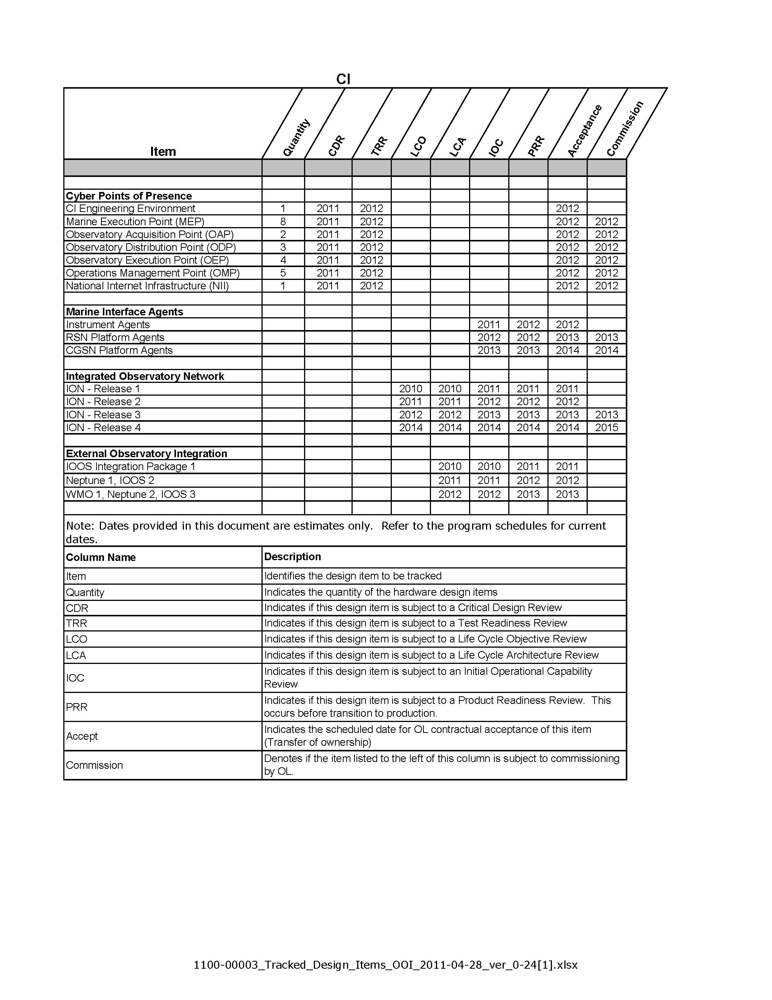 CI
Item Quantity CDR TRR LCO LCA IOC PRR Acceptance Commission
Cyber Points of Presence
CI Engineering Environment 1 2011 2012 2012
Marine Execution Point (MEP) 8 2011 2012 2012 2012
Observatory Acquisition Point (OAP) 2 2011 2012 2012 2012
Observatory Distribution Point (ODP) 3 2011 2012 2012 2012
Observatory Execution Point (OEP) 4 2011 2012 2012 2012
Operations Management Point (OMP) 5 2011 2012 2012 2012
National Internet Infrastructure (NII) 1 2011 2012 2012 2012
Marine Interface Agents
Instrument Agents 2011 2012 2012
RSN Platform Agents 2012 2012 2013 2013
CGSN Platform Agents 2013 2013 2014 2014
Integrated Observatory Network
ION - Release 1 2010 2010 2011 2011 2011
ION - Release 2 2011 2011 2012 2012 2012
ION - Release 3 2012 2012 2013 2013 2013 2013
ION - Release 4 2014 2014 2014 2014 2014 2015
External Observatory Integration
IOOS Integration Package 1 2010 2010 2011 2011
Neptune 1, IOOS 2 2011 2011 2012 2012
WMO 1, Neptune 2, IOOS 3 2012 2012 2013 2013
Note: Dates provided in this document are estimates only. Refer to the program schedules for current
dates.
Column Name Description
Item Identifies the design item to be tracked
Quantity Indicates the quantity of the hardware design items
CDR Indicates if this design item is subject to a Critical Design Review
TRR Indicates if this design item is subject to a Test Readiness Review
LCO Indicates if this design item is subject to a Life Cycle Objective Review
LCA Indicates if this design item is subject to a Life Cycle Architecture Review
IOC Indicates if this design item is subject to an Initial Operational Capability
Review
PRR Indicates if this design item is subject to a Product Readiness Review. This
occurs before transition to production.
Accept Indicates the scheduled date for OL contractual acceptance of this item
(Transfer of ownership)
Commission Denotes if the item listed to the left of this column is subject to commissioning
by OL.
1100-00003_Tracked_Design_Items_OOI_2011-04-28_ver_0-24[1].xlsx